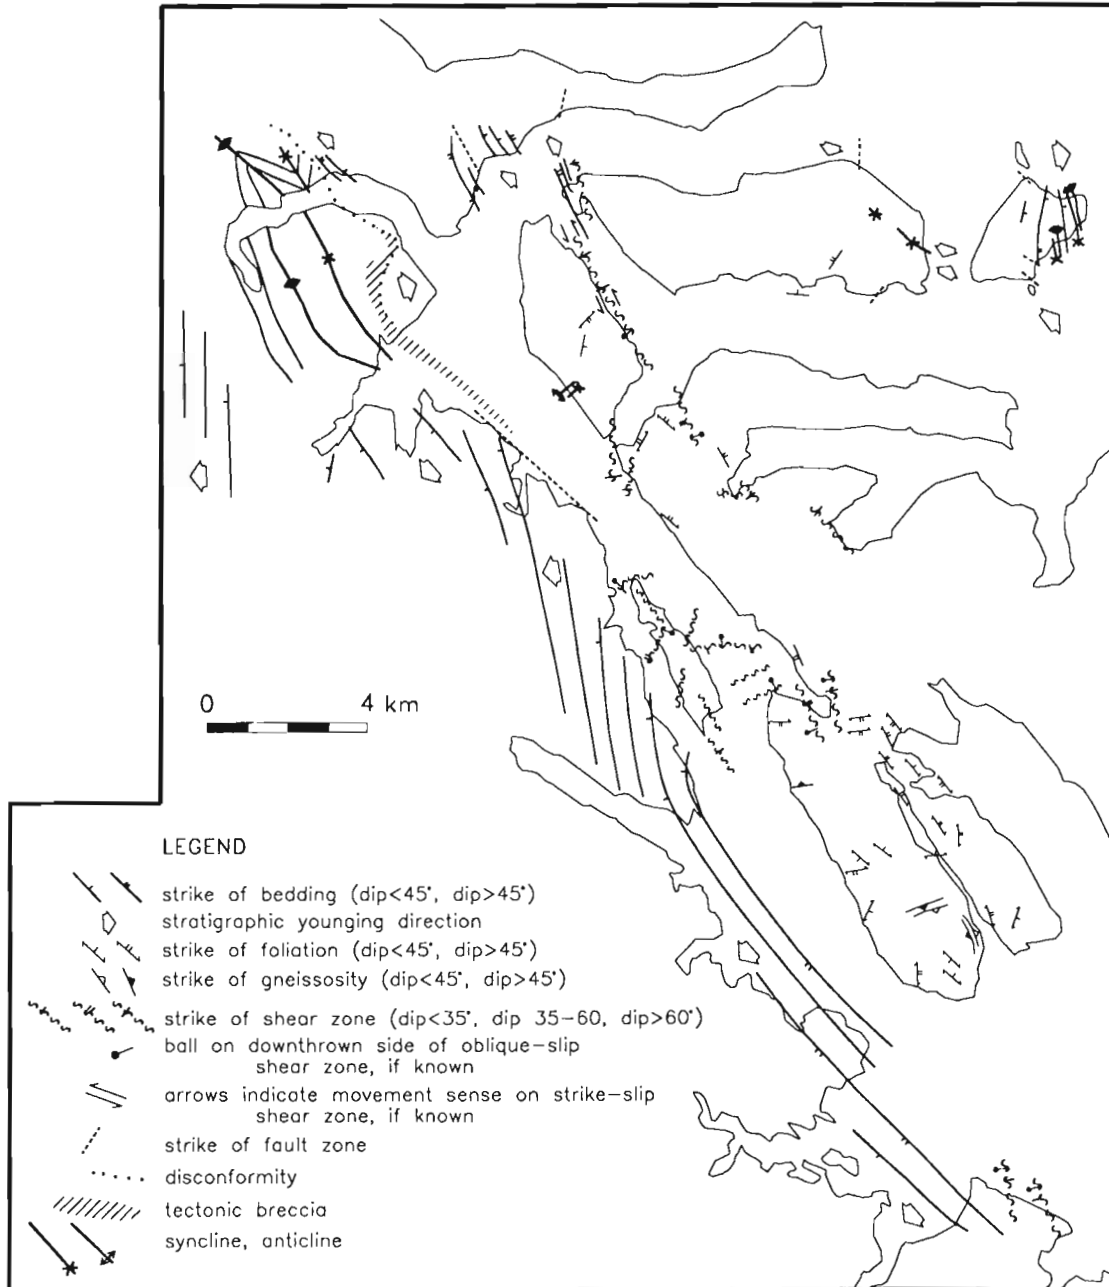 0 4 km
LEGEND
strike of bedding (dip<45°, dip>45°)
stratigraphic younging direction
strike of foliation (dip<45°, dip>45°)
strike of gneissosity (dip<45°, dip>45°)
strike of shear zone (dip<35°, dip 35-60, dip>60°)
ball on downthrown side of oblique-slip
shear zone, if known
arrows indicate movement sense on strike-slip
shear zone, if known
strike of fault zone
disconformity
tectonic breccia
syncline, anticline